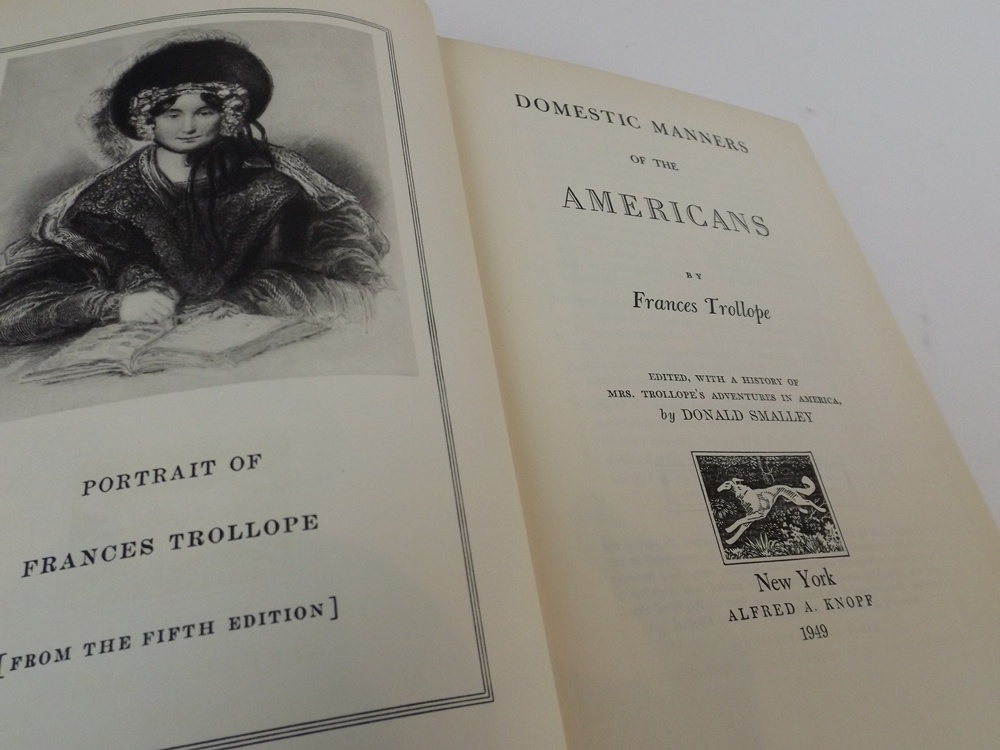 PORTRAIT OF
FRANCES TROLLOPE
[FROM THE FIFTH EDITION]
DOMESTIC MANNERS
OF THE
AMERICANS
BY
Frances Trollope
EDITED, WITH A HISTORY OF
MRS. TROLLOPE'S ADVENTURES IN AMERICA,
by DONALD SMALLEY
New York
ALFRED A. KNOPF
1949